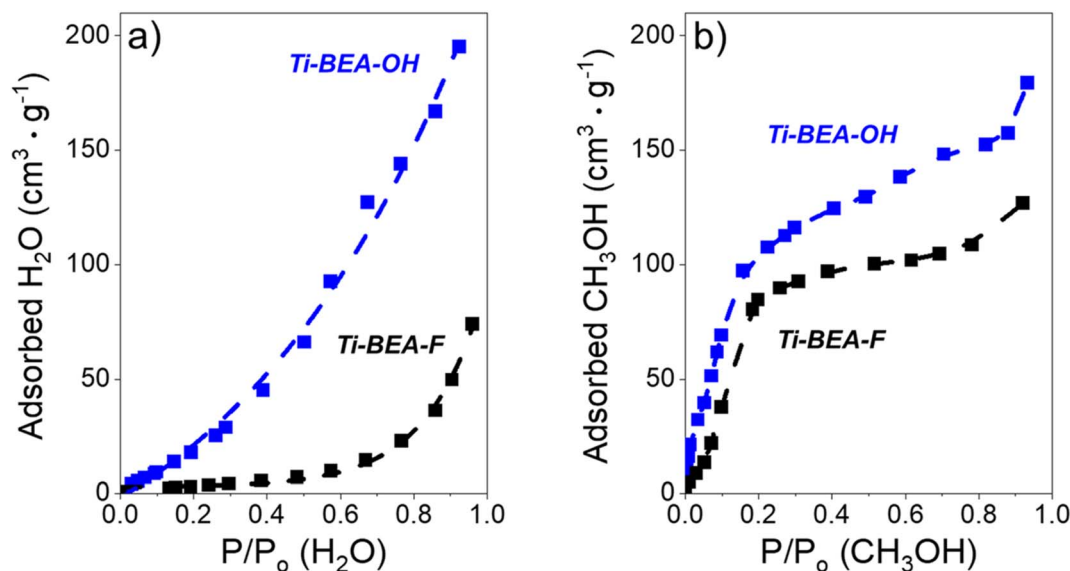 a)
Ti-BEA-OH
Ti-BEA-F
Adsorbed H₂O (cm³ · g⁻¹)
200
150
100
50
0
0.0 0.2 0.4 0.6 0.8 1.0
P/Pₒ (H₂O)
b)
Ti-BEA-OH
Ti-BEA-F
Adsorbed CH₃OH (cm³ · g⁻¹)
200
150
100
50
0
0.0 0.2 0.4 0.6 0.8 1.0
P/Pₒ (CH₃OH)